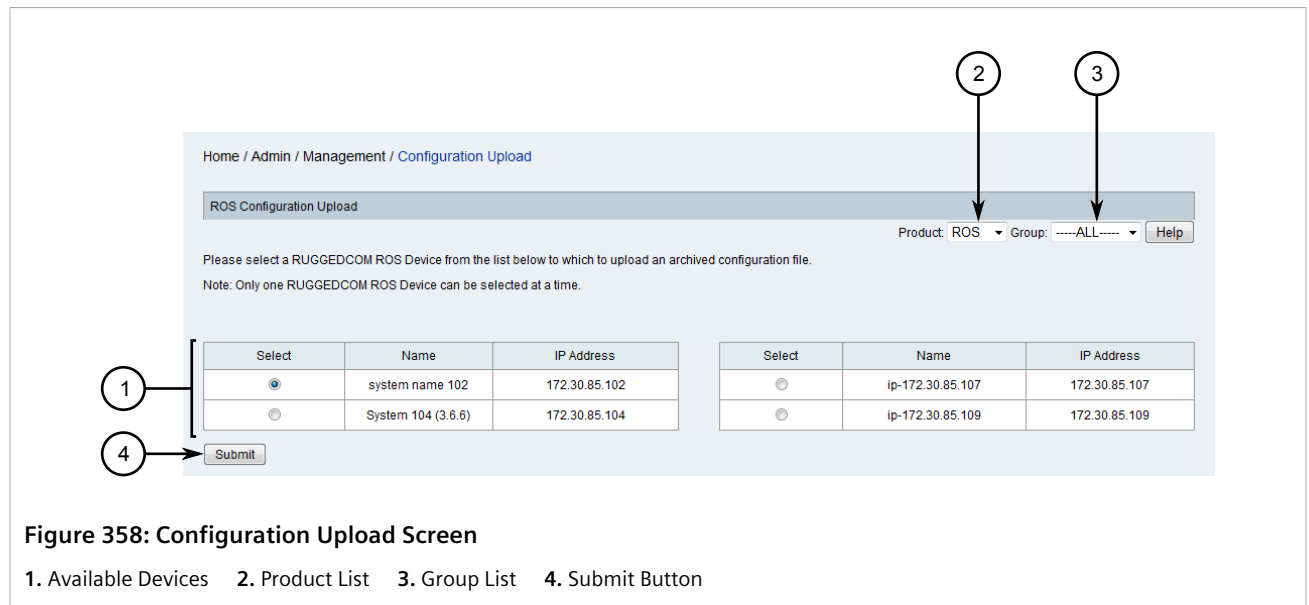 2 3
Home / Admin / Management / Configuration Upload
ROS Configuration Upload
Product: ROS Group: -----ALL----- Help
Please select a RUGGEDCOM ROS Device from the list below to which to upload an archived configuration file.
Note: Only one RUGGEDCOM ROS Device can be selected at a time.
Select Name IP Address Select Name IP Address
1
system name 102 172.30.85.102 ip-172.30.85.107 172.30.85.107
System 104 (3.6.6) 172.30.85.104 ip-172.30.85.109 172.30.85.109
4 Submit
Figure 358: Configuration Upload Screen
1. Available Devices 2. Product List 3. Group List 4. Submit Button